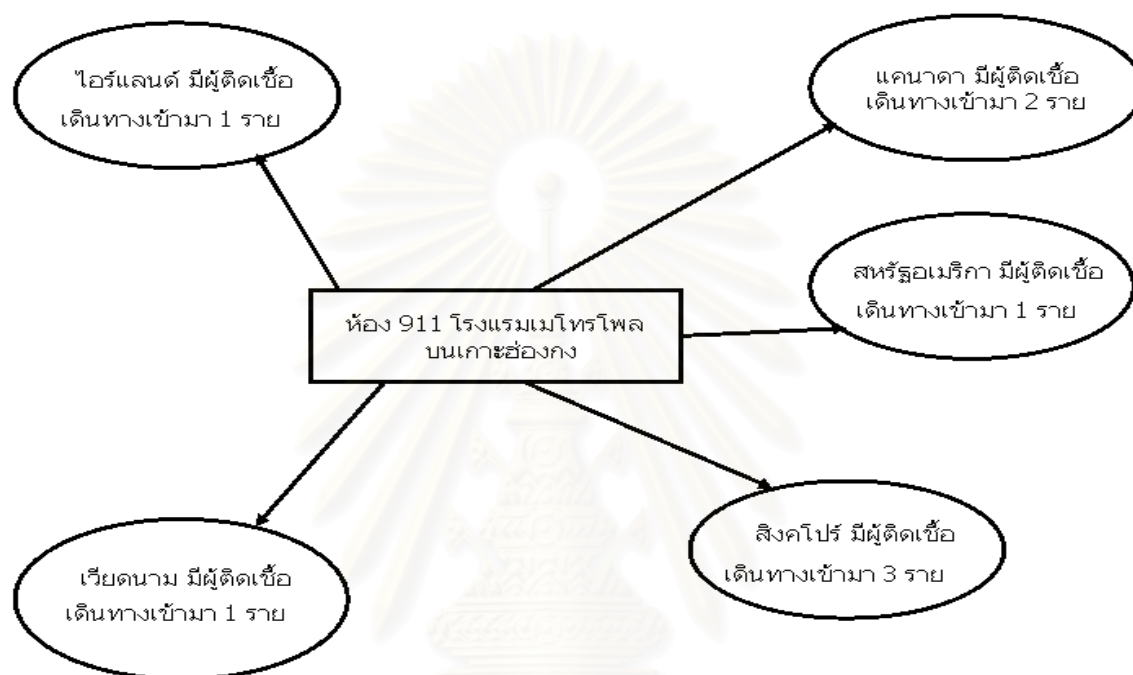 ไอร์แลนด์ มีผู้ติดเชื้อ
เดินทางเข้ามา 1 ราย
แคนาดา มีผู้ติดเชื้อ
เดินทางเข้ามา 2 ราย
สหรัฐอเมริกา มีผู้ติดเชื้อ
เดินทางเข้ามา 1 ราย
ห้อง 911 โรงแรมเมโทรโพล
บนเกาะฮ่องกง
สิงคโปร์ มีผู้ติดเชื้อ
เดินทางเข้ามา 3 ราย
เวียดนาม มีผู้ติดเชื้อ
เดินทางเข้ามา 1 ราย